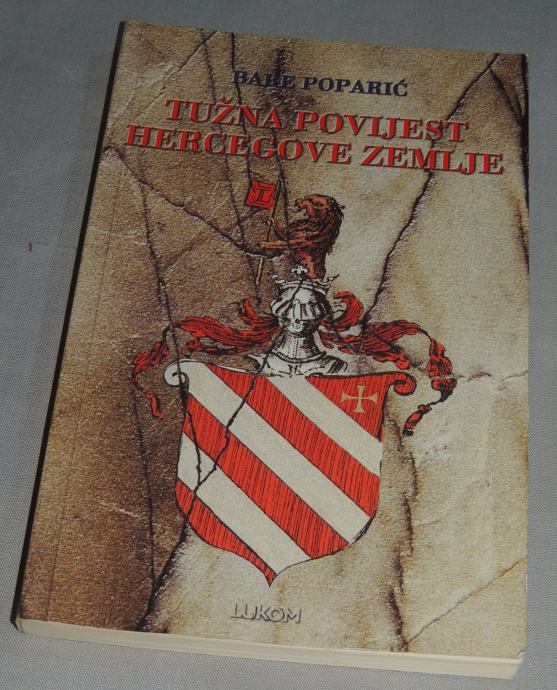 BARE POPARIĆ
TUŽNA POVIJEST
HERCEGOVE ZEMLJE
L
LUKOM